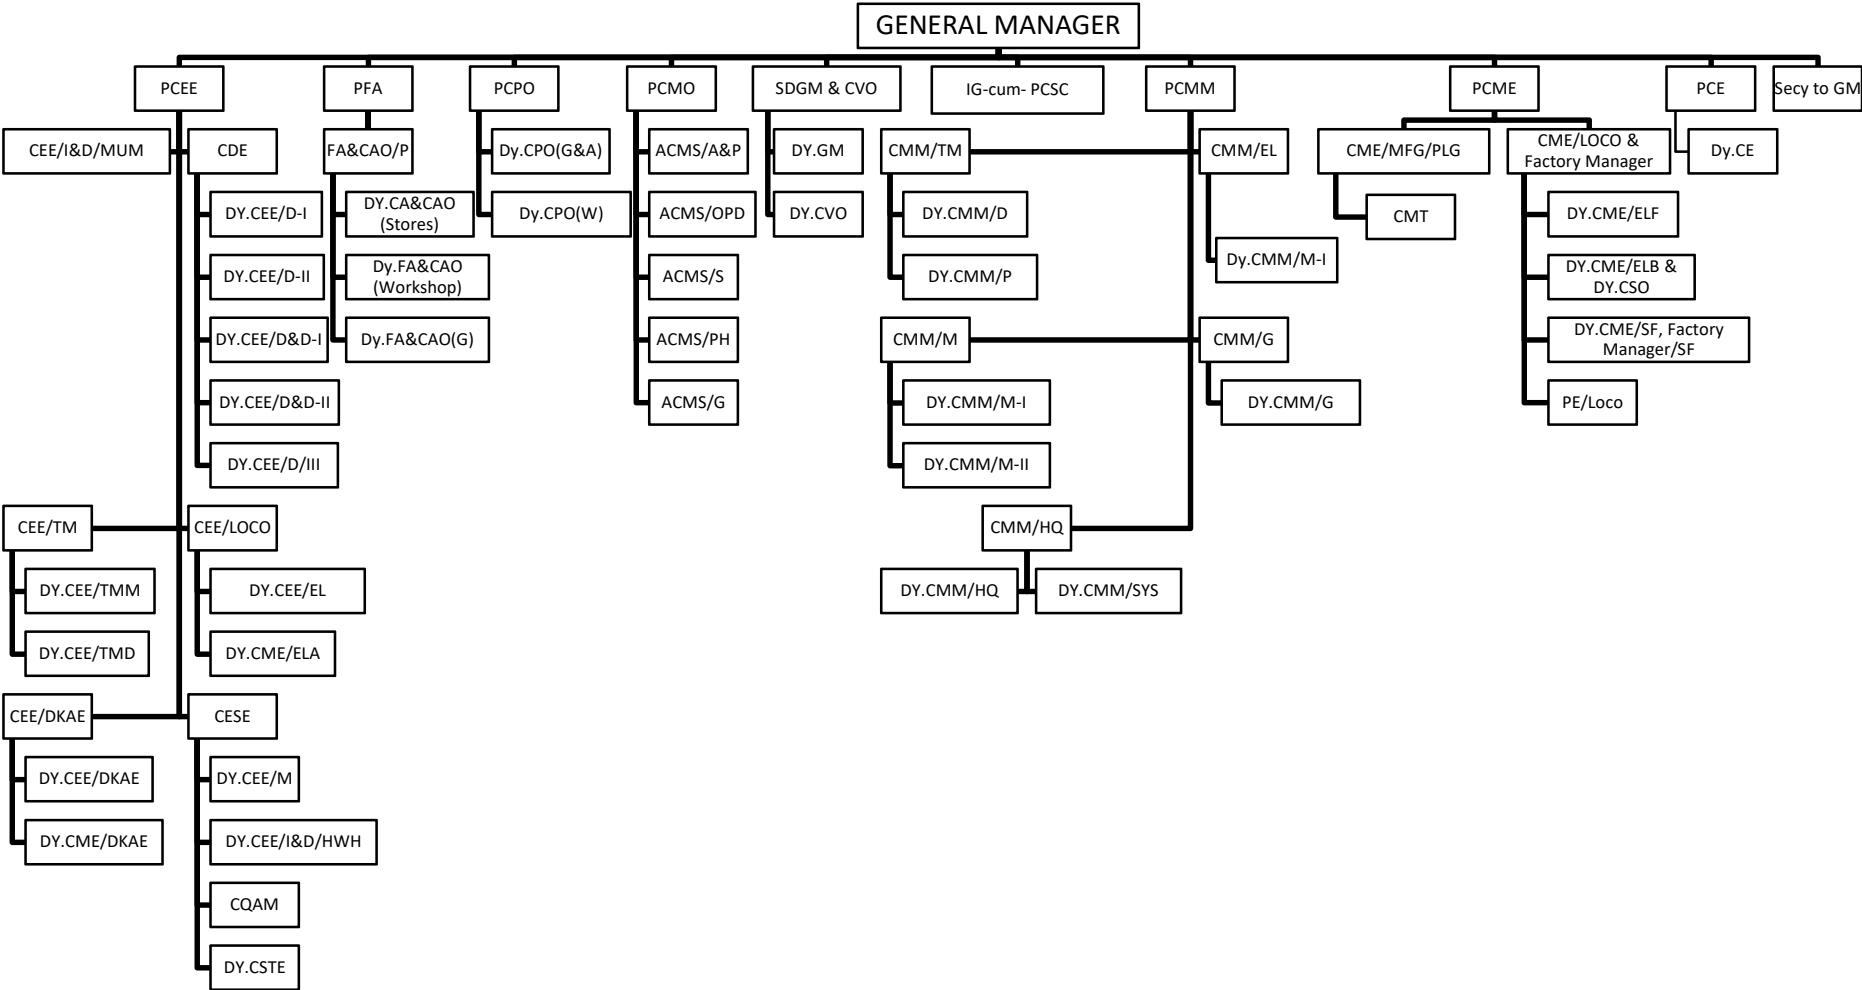 GENERAL MANAGER
PCEE
PFA
PCPO
PCMO
SDGM & CVO
IG-cum- PCSC
PCMM
PCME
PCE
Secy to GM
CEE/I&D/MUM
CDE
FA&CAO/P
Dy.CPO(G&A)
ACMS/A&P
DY.GM
CMM/TM
CMM/EL
CME/MFG/PLG
CME/LOCO &
Factory Manager
Dy.CE
DY.CEE/D-I
DY.CA&CAO
(Stores)
Dy.CPO(W)
ACMS/OPD
DY.CVO
DY.CMM/D
CMT
DY.CME/ELF
DY.CEE/D-II
Dy.FA&CAO
(Workshop)
ACMS/S
DY.CMM/P
Dy.CMM/M-I
DY.CME/ELB &
DY.CSO
DY.CEE/D&D-I
Dy.FA&CAO(G)
ACMS/PH
CMM/M
CMM/G
DY.CME/SF, Factory
Manager/SF
DY.CEE/D&D-II
ACMS/G
DY.CMM/M-I
DY.CMM/G
PE/Loco
DY.CEE/D/III
DY.CMM/M-II
CEE/TM
CEE/LOCO
CMM/HQ
DY.CEE/TMM
DY.CEE/EL
DY.CMM/HQ
DY.CMM/SYS
DY.CEE/TMD
DY.CME/ELA
CEE/DKAE
CESE
DY.CEE/DKAE
DY.CEE/M
DY.CME/DKAE
DY.CEE/I&D/HWH
CQAM
DY.CSTE